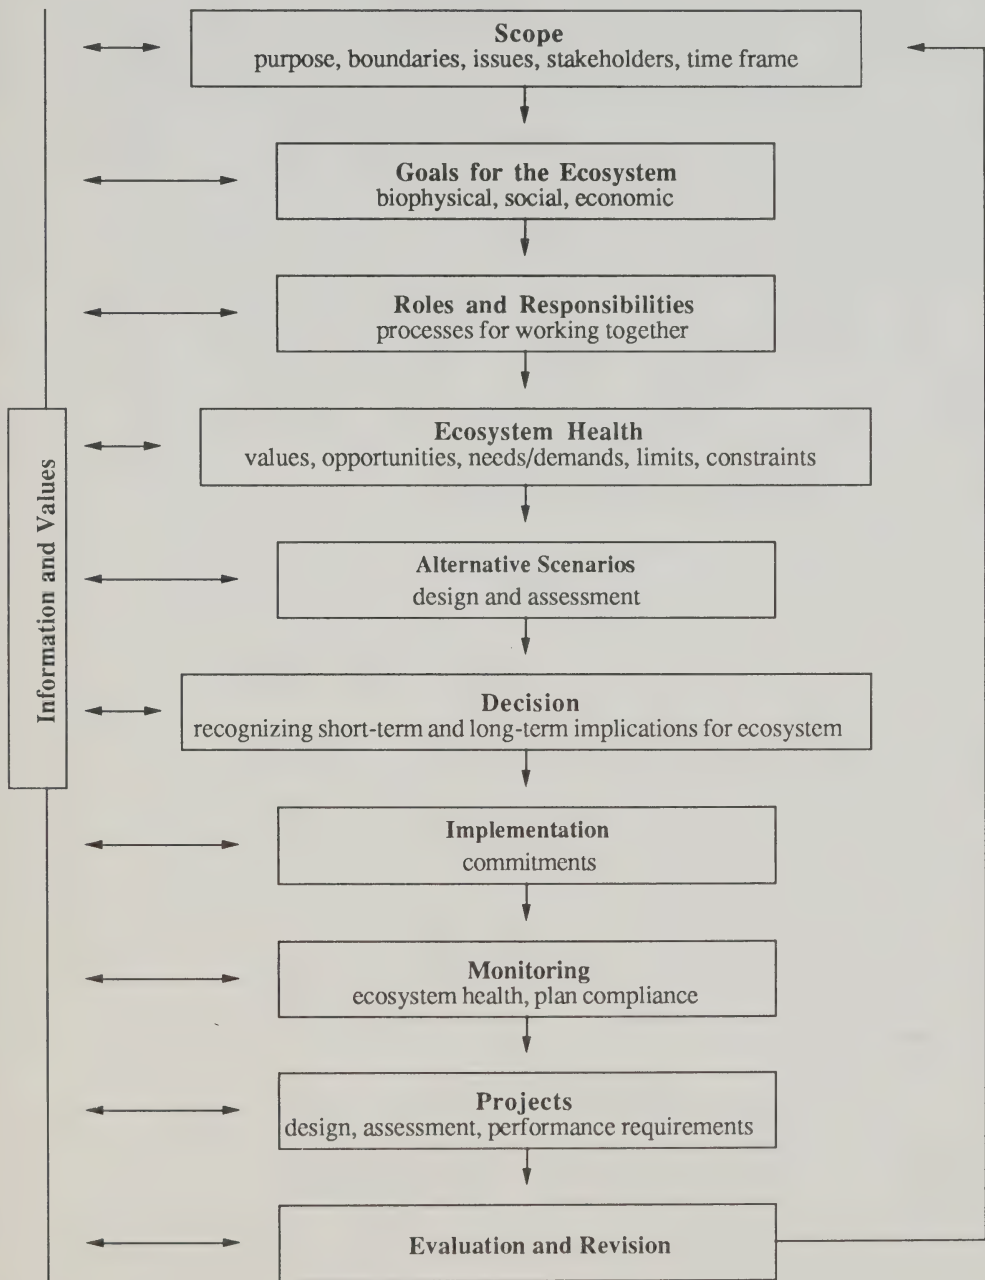 Scope
purpose, boundaries, issues, stakeholders, time frame
Goals for the Ecosystem
biophysical, social, economic
Roles and Responsibilities
processes for working together
Ecosystem Health
values, opportunities, needs/demands, limits, constraints
Information and Values
Alternative Scenarios
design and assessment
Decision
recognizing short-term and long-term implications for ecosystem
Implementation
commitments
Monitoring
ecosystem health, plan compliance
Projects
design, assessment, performance requirements
Evaluation and Revision